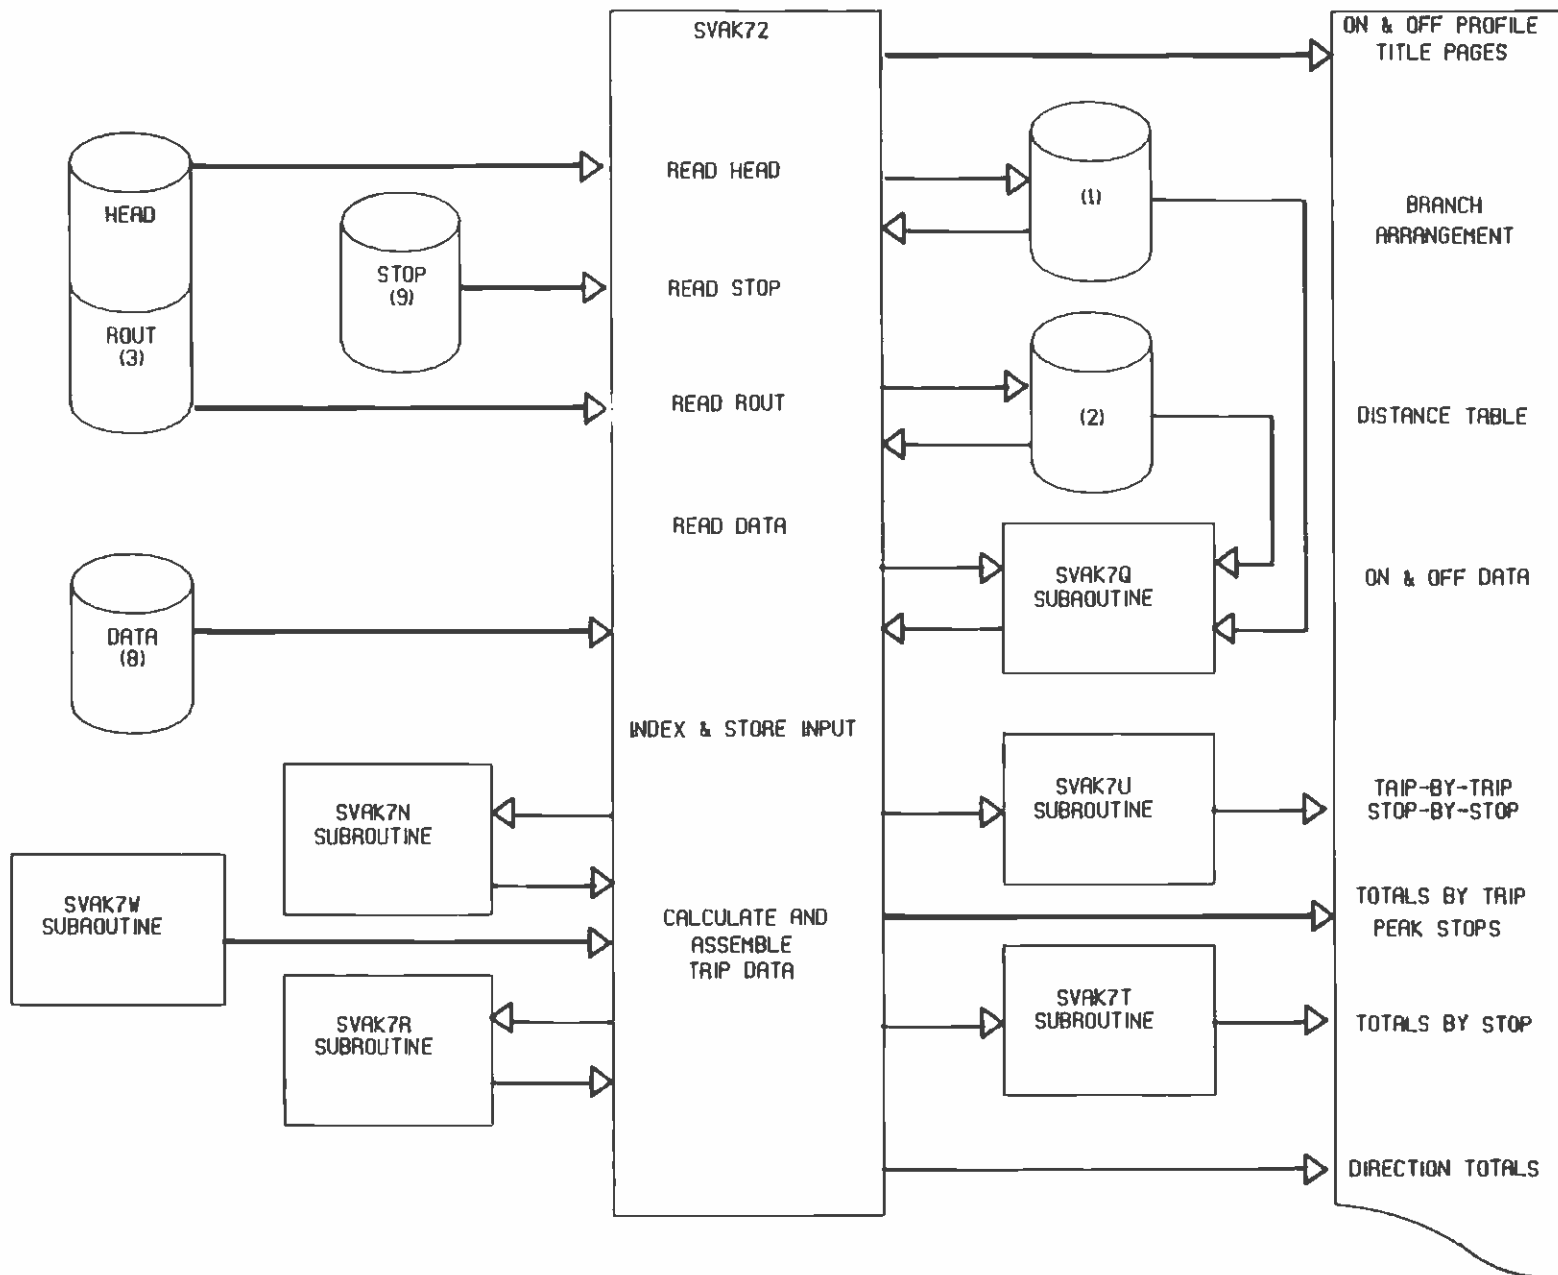 SVAK72
ON & OFF PROFILE
TITLE PAGES
HEAD
READ HEAD
(1)
BRANCH
ARRANGEMENT
STOP
(9)
READ STOP
ROUT
(3)
READ ROUT
(2)
DISTANCE TABLE
READ DATA
SVAK7Q
SUBROUTINE
ON & OFF DATA
DATA
(8)
INDEX & STORE INPUT
SVAK7N
SUBROUTINE
SVAK7U
SUBROUTINE
TRIP-BY-TRIP
STOP-BY-STOP
SVAK7W
SUBROUTINE
CALCULATE AND
ASSEMBLE
TRIP DATA
TOTALS BY TRIP
PEAK STOPS
SVAK7R
SUBROUTINE
SVAK7T
SUBROUTINE
TOTALS BY STOP
DIRECTION TOTALS